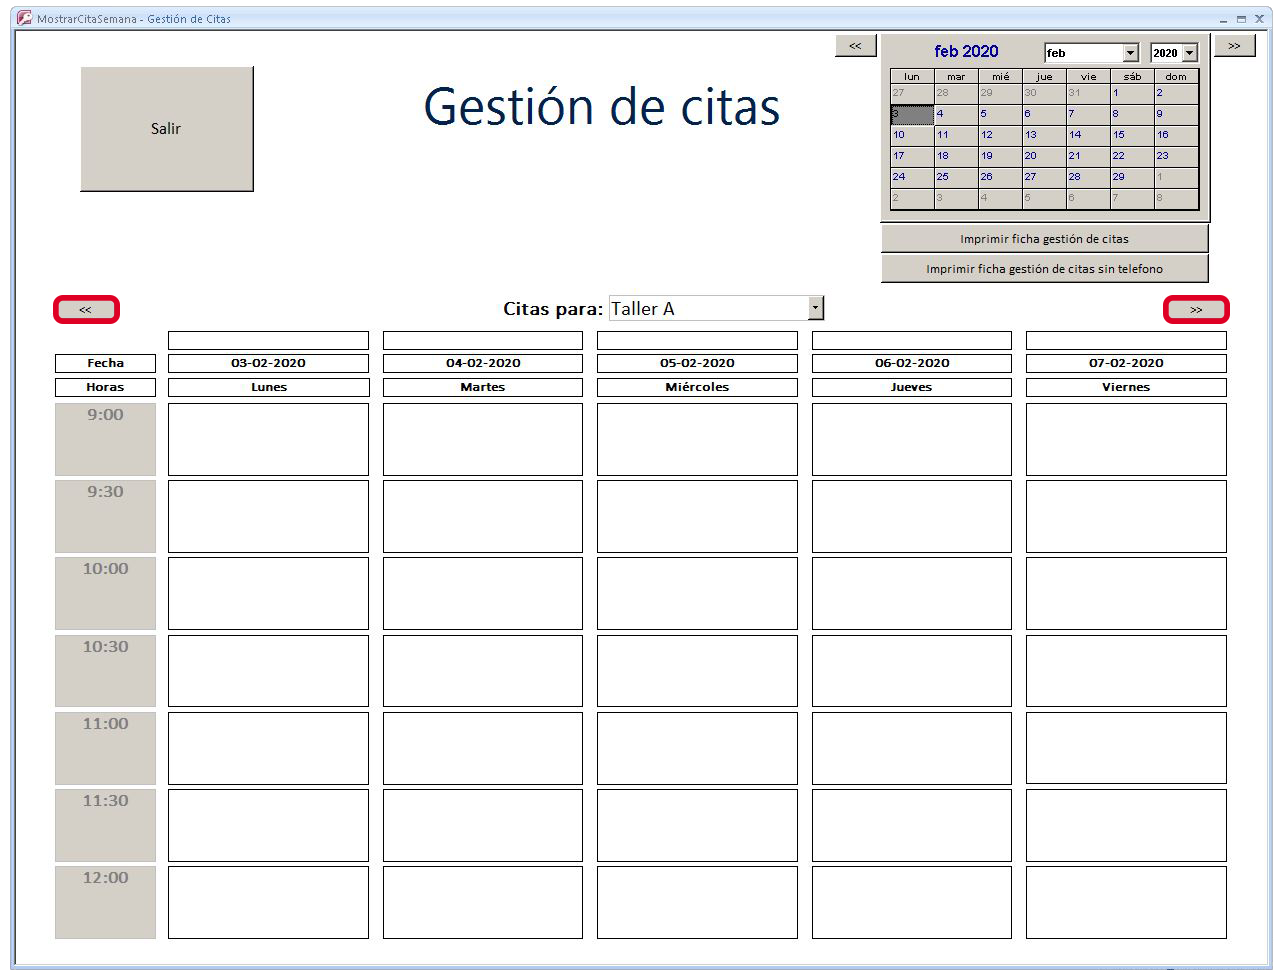 MostrarCitaSemana - Gestión de Citas
Salir
Gestión de citas
<<
feb 2020
feb
2020
>>
lun mar mié jue vie sáb dom
27 28 29 30 31 1 2
3 4 5 6 7 8 9
10 11 12 13 14 15 16
17 18 19 20 21 22 23
24 25 26 27 28 29 1
2 3 4 5 6 7 8
Imprimir ficha gestión de citas
Imprimir ficha gestión de citas sin telefono
<<
Citas para: Taller A
>>
Fecha 03-02-2020 04-02-2020 05-02-2020 06-02-2020 07-02-2020
Horas Lunes Martes Miércoles Jueves Viernes
9:00
9:30
10:00
10:30
11:00
11:30
12:00